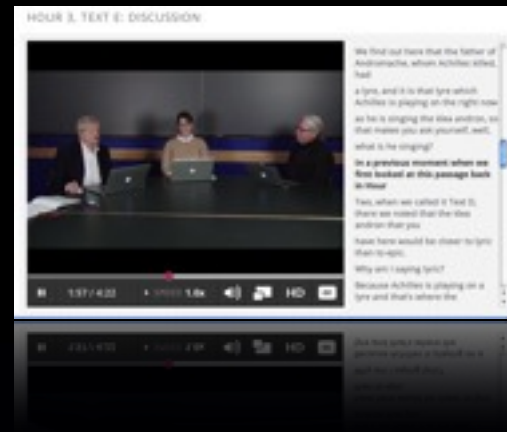 HOUR 3, TEXT E: DISCUSSION
We find out here that the father of
Andromache, whom Achilles killed,
had
a lyre, and it is that lyre which
Achilles is playing on the right now
as he is singing the klea andrōn, so
that makes you ask yourself, well,
what is he singing?
In a previous moment when we
first looked at this passage back
in Hour
Two, when we called it Text D,
there we noted that the klea
andrōn that you
have here would be closer to lyric
than to epic.
Why am I saying lyric?
Because Achilles is playing on a
lyre and that's where the
1:57 / 4:22
1.0x
HD